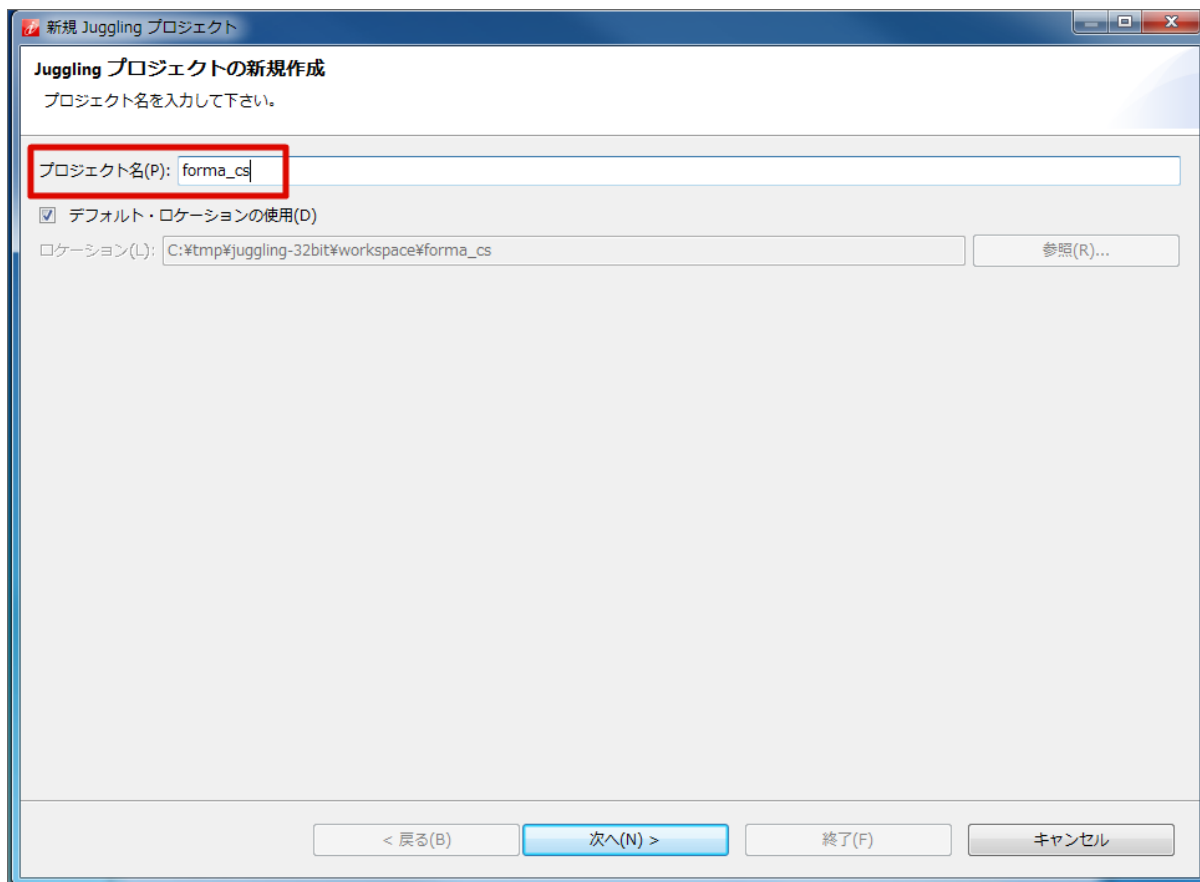 新規 Juggling プロジェクト
Juggling プロジェクトの新規作成
プロジェクト名を入力して下さい。
プロジェクト名(P): forma_cs
デフォルト・ロケーションの使用(D)
ロケーション(L): C:¥tmp¥juggling-32bit¥workspace¥forma_cs 参照(R)...
< 戻る(B) 次へ(N) > 終了(F) キャンセル